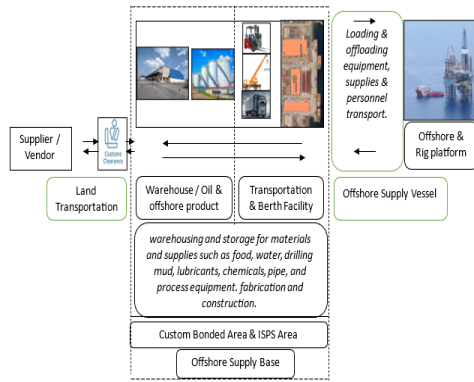 Loading &
offloading
equipment,
supplies &
personnel
transport.
Supplier /
Vendor
Customs
Clearance
Offshore &
Rig platform
Land
Transportation
Warehouse / Oil &
offshore product
Transportation
& Berth Facility
Offshore Supply Vessel
warehousing and storage for materials
and supplies such as food, water, drilling
mud, lubricants, chemicals, pipe, and
process equipment. fabrication and
construction.
Custom Bonded Area & ISPS Area
Offshore Supply Base